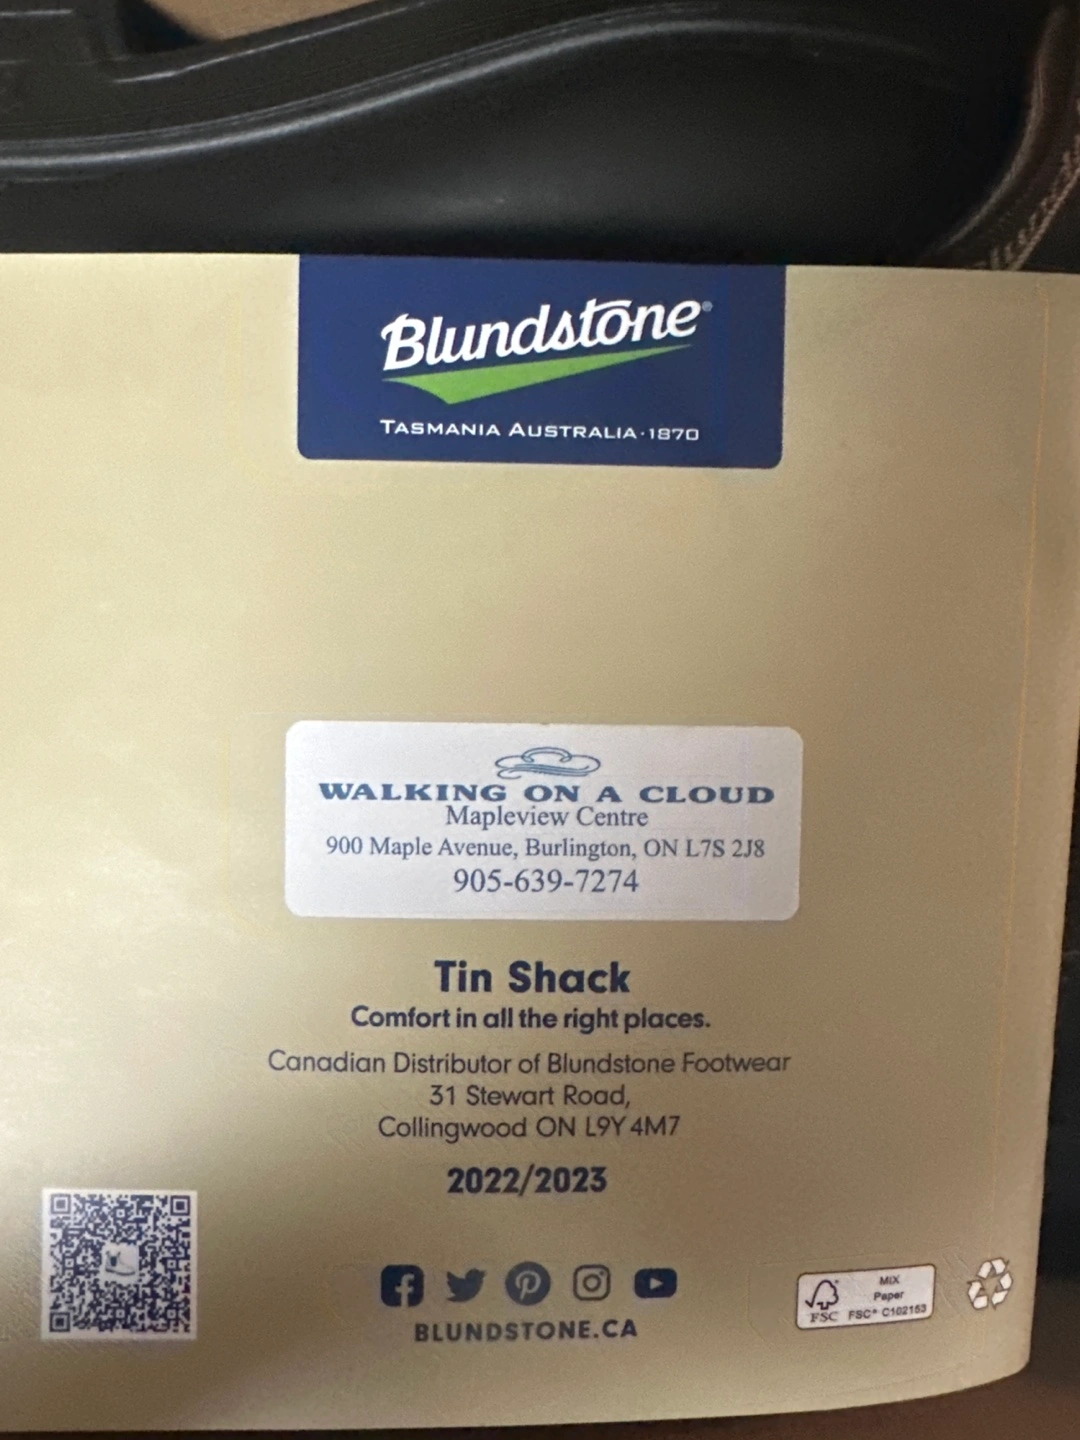 Blundstone®
TASMANIA AUSTRALIA·1870
WALKING ON A CLOUD
Mapleview Centre
900 Maple Avenue, Burlington, ON L7S 2J8
905-639-7274
Tin Shack
Comfort in all the right places.
Canadian Distributor of Blundstone Footwear
31 Stewart Road,
Collingwood ON L9Y 4M7
2022/2023
BLUNDSTONE.CA
MIX
Paper
FSC
FSC® C102153